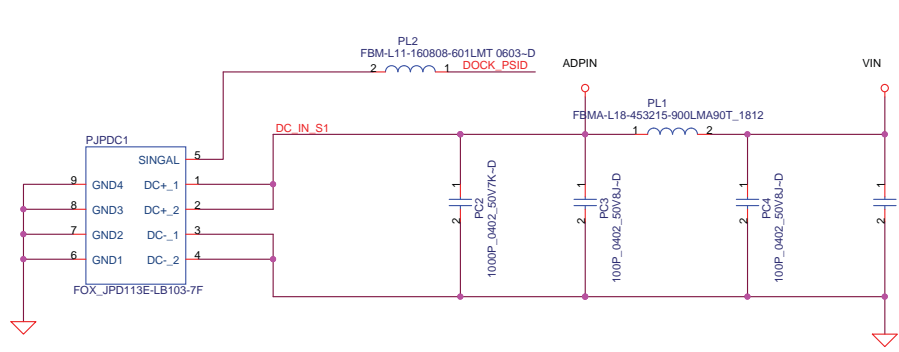 PL2
FBM-L11-160808-601LMT 0603~D
2
1
DOCK_PSID
ADPIN
VIN
PL1
FBMA-L18-453215-900LMA90T_1812
DC_IN_S1
1
2
PJPDC1
SINGAL
5
9
GND4
DC+_1
1
8
GND3
DC+_2
2
7
GND2
DC-_1
3
6
GND1
DC-_2
4
FOX_JPD113E-LB103-7F
1
2
PC2
1000P_0402_50V7K~D
1
2
PC3
100P_0402_50V8J~D
1
2
PC4
100P_0402_50V8J~D
1
2